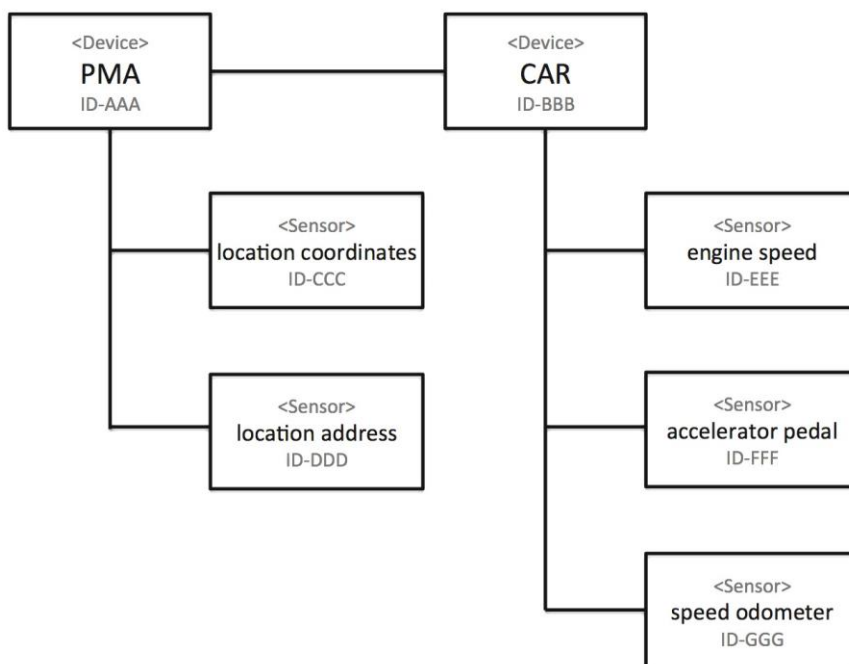 <Device>
PMA
ID-AAA
<Device>
CAR
ID-BBB
<Sensor>
location coordinates
ID-CCC
<Sensor>
location address
ID-DDD
<Sensor>
engine speed
ID-EEE
<Sensor>
accelerator pedal
ID-FFF
<Sensor>
speed odometer
ID-GGG